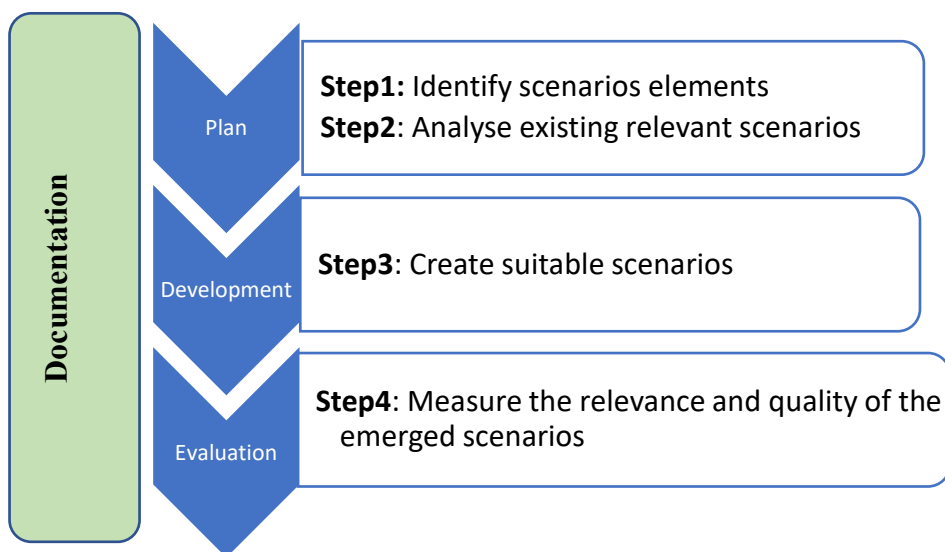 Documentation
Plan
Step1: Identify scenarios elements
Step2: Analyse existing relevant scenarios
Development
Step3: Create suitable scenarios
Evaluation
Step4: Measure the relevance and quality of the
emerged scenarios